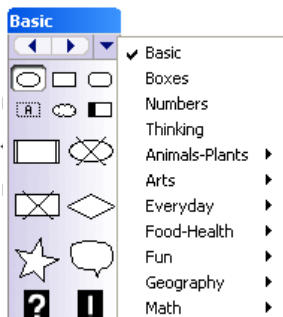 Basic
Basic
Boxes
Numbers
Thinking
Animals-Plants
Arts
Everyday
Food-Health
Fun
Geography
Math
A
?
!